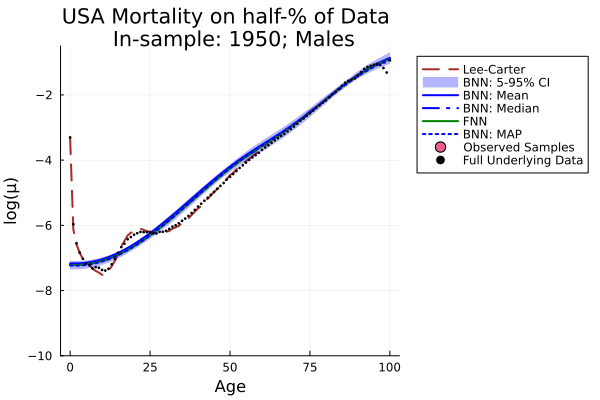 USA Mortality on half-% of Data
In-sample: 1950; Males
Lee-Carter
BNN: 5-95% CI
BNN: Mean
BNN: Median
FNN
BNN: MAP
Observed Samples
Full Underlying Data
log(μ)
−2
−4
−6
−8
−10
0 25 50 75 100
Age